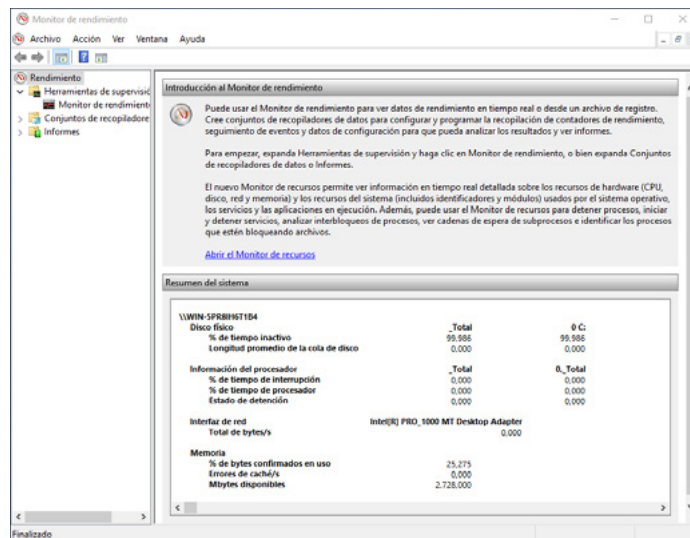 Monitor de rendimiento
Archivo Acción Ver Ventana Ayuda
Rendimiento
Herramientas de supervisió
Monitor de rendimiento
Conjuntos de recopiladore
Informes
Introducción al Monitor de rendimiento
Puede usar el Monitor de rendimiento para ver datos de rendimiento en tiempo real o desde un archivo de registro.
Cree conjuntos de recopiladores de datos para configurar y programar la recopilación de contadores de rendimiento,
seguimiento de eventos y datos de configuración para que pueda analizar los resultados y ver informes.
Para empezar, expanda Herramientas de supervisión y haga clic en Monitor de rendimiento, o bien expanda Conjuntos
de recopiladores de datos o Informes.
El nuevo Monitor de recursos permite ver información en tiempo real detallada sobre los recursos de hardware (CPU,
disco, red y memoria) y los recursos del sistema (incluidos identificadores y módulos) usados por el sistema operativo,
los servicios y las aplicaciones en ejecución. Además, puede usar el Monitor de recursos para detener procesos, iniciar
y detener servicios, analizar interbloqueos de procesos, ver cadenas de espera de subprocesos e identificar los procesos
que estén bloqueando archivos.
Abrir el Monitor de recursos
Resumen del sistema
\\WIN-5PR8IH6T1B4
Disco físico _Total 0 C:
% de tiempo inactivo 99,986 99,986
Longitud promedio de la cola de disco 0,000 0,000
Información del procesador _Total 0,_Total
% de tiempo de interrupción 0,000 0,000
% de tiempo de procesador 0,000 0,000
Estado de detención 0,000 0,000
Interfaz de red Intel[R] PRO_1000 MT Desktop Adapter
Total de bytes/s 0,000
Memoria
% de bytes confirmados en uso 25,275
Errores de caché/s 0,000
Mbytes disponibles 2.728,000
Finalizado